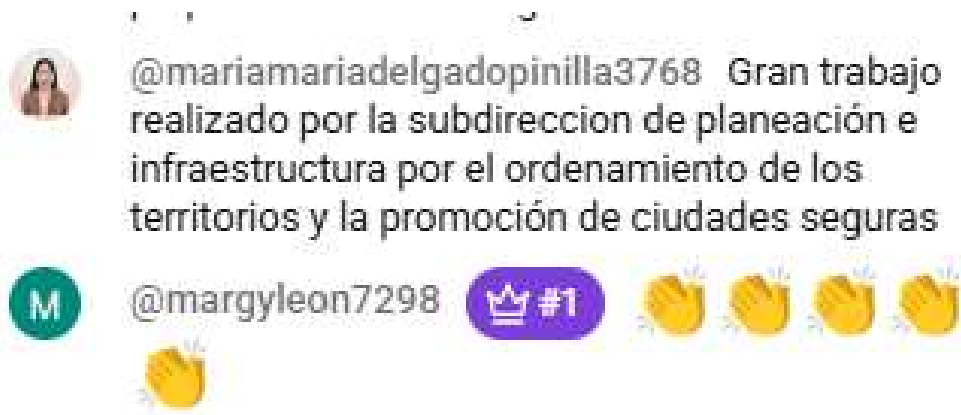 @mariamariadelgadopinilla3768 Gran trabajo
realizado por la subdireccion de planeación e
infraestructura por el ordenamiento de los
territorios y la promoción de ciudades seguras
M @margyleon7298 #1 👏👏👏👏
👏